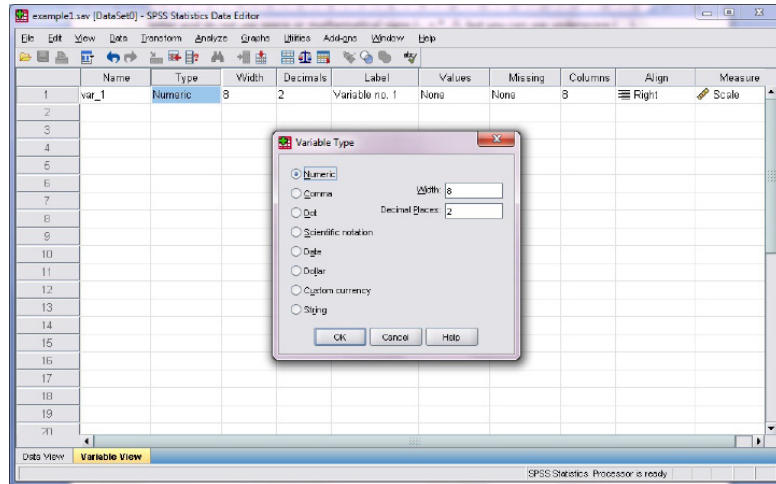 example1.sav [DataSet0] - SPSS Statistics Data Editor
File Edit View Data Transform Analyze Graphs Utilities Add-ons Window Help
Name Type Width Decimals Label Values Missing Columns Align Measure
1 var_1 Numeric 8 2 Variable no. 1 None None 8 Right Scale
2
3
4
5
6
7
8
9
10
11
12
13
14
15
16
17
18
19
20
Variable Type
Numeric
Comma
Dot
Scientific notation
Date
Dollar
Custom currency
String
Width: 8
Decimal Places: 2
OK Cancel Help
Data View Variable View
SPSS Statistics Processor is ready